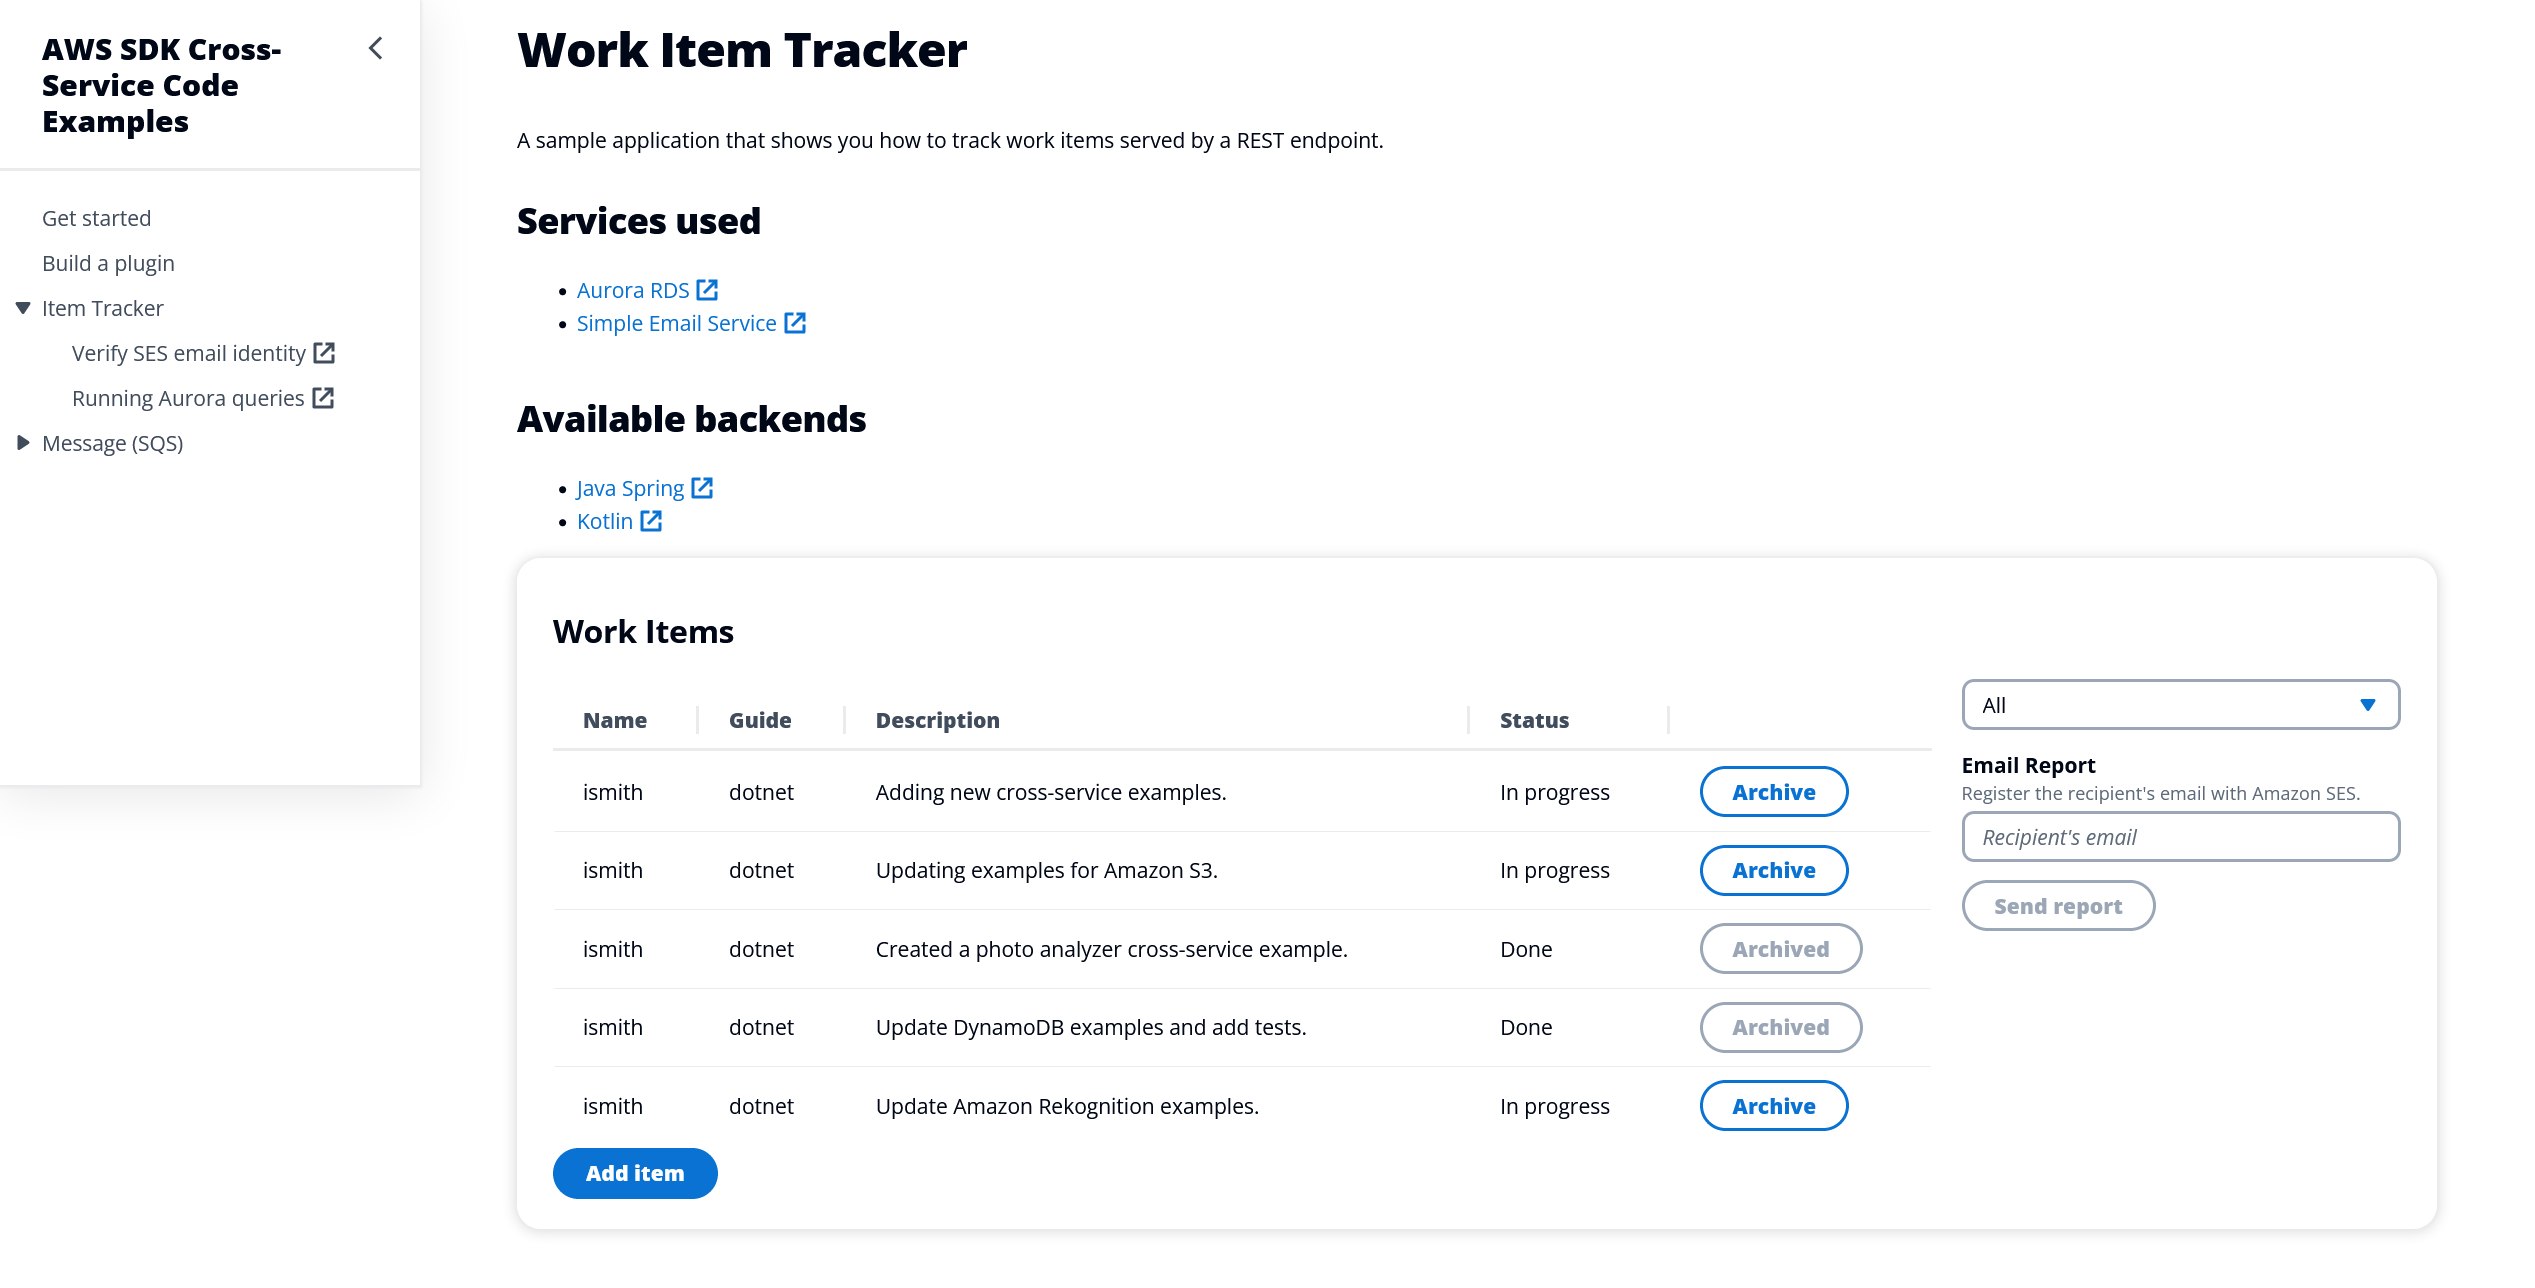 AWS SDK Cross-
Service Code
Examples
Get started
Build a plugin
Item Tracker
Verify SES email identity
Running Aurora queries
Message (SQS)
Work Item Tracker
A sample application that shows you how to track work items served by a REST endpoint.
Services used
Aurora RDS
Simple Email Service
Available backends
Java Spring
Kotlin
Work Items
Name Guide Description Status
ismith dotnet Adding new cross-service examples. In progress Archive
ismith dotnet Updating examples for Amazon S3. In progress Archive
ismith dotnet Created a photo analyzer cross-service example. Done Archived
ismith dotnet Update DynamoDB examples and add tests. Done Archived
ismith dotnet Update Amazon Rekognition examples. In progress Archive
Add item
All
Email Report
Register the recipient's email with Amazon SES.
Recipient's email
Send report